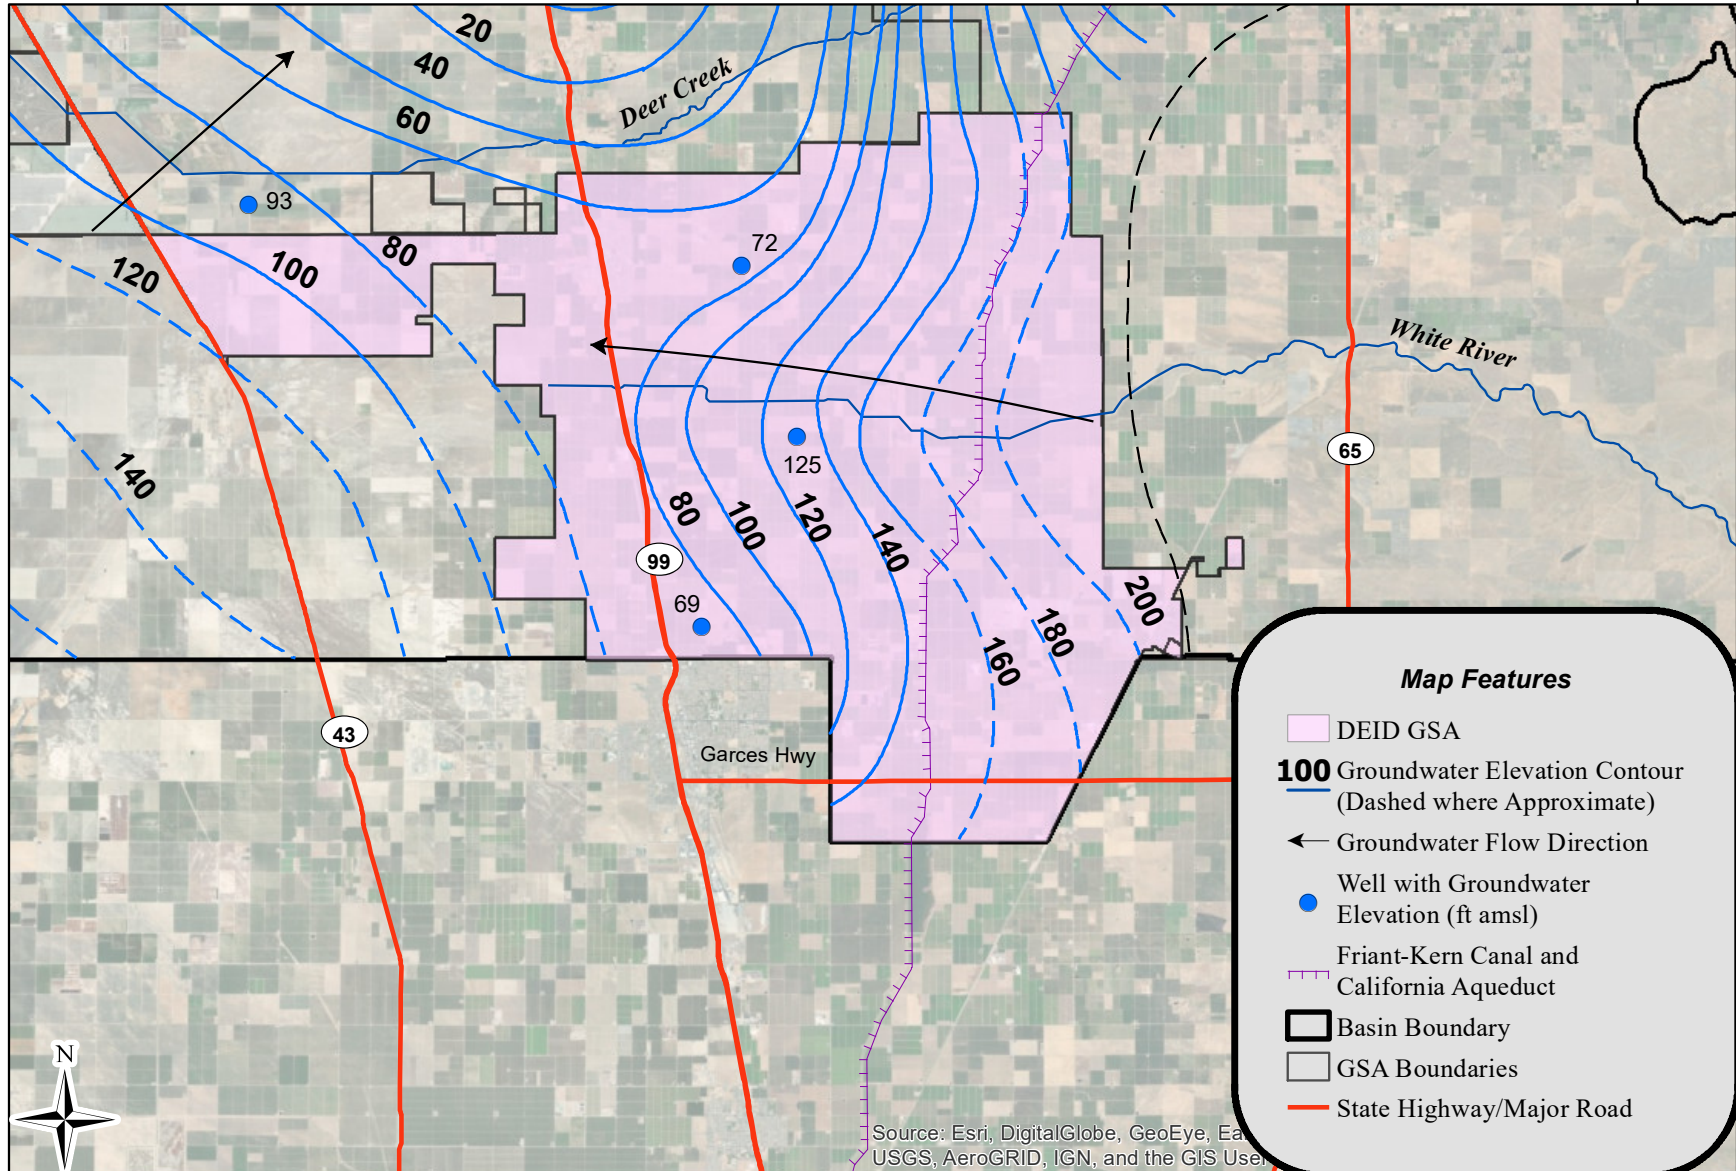 20
40
60
Deer Creek
93
72
80
100
120
White River
65
140
125
80
100
120
140
99
69
200
180
160
43
Garces Hwy
Map Features
DEID GSA
100 Groundwater Elevation Contour
(Dashed where Approximate)
Groundwater Flow Direction
Well with Groundwater
Elevation (ft amsl)
Friant-Kern Canal and
California Aqueduct
Basin Boundary
GSA Boundaries
State Highway/Major Road
N
Source: Esri, DigitalGlobe, GeoEye,
USGS, AeroGRID, IGN, and the GIS User